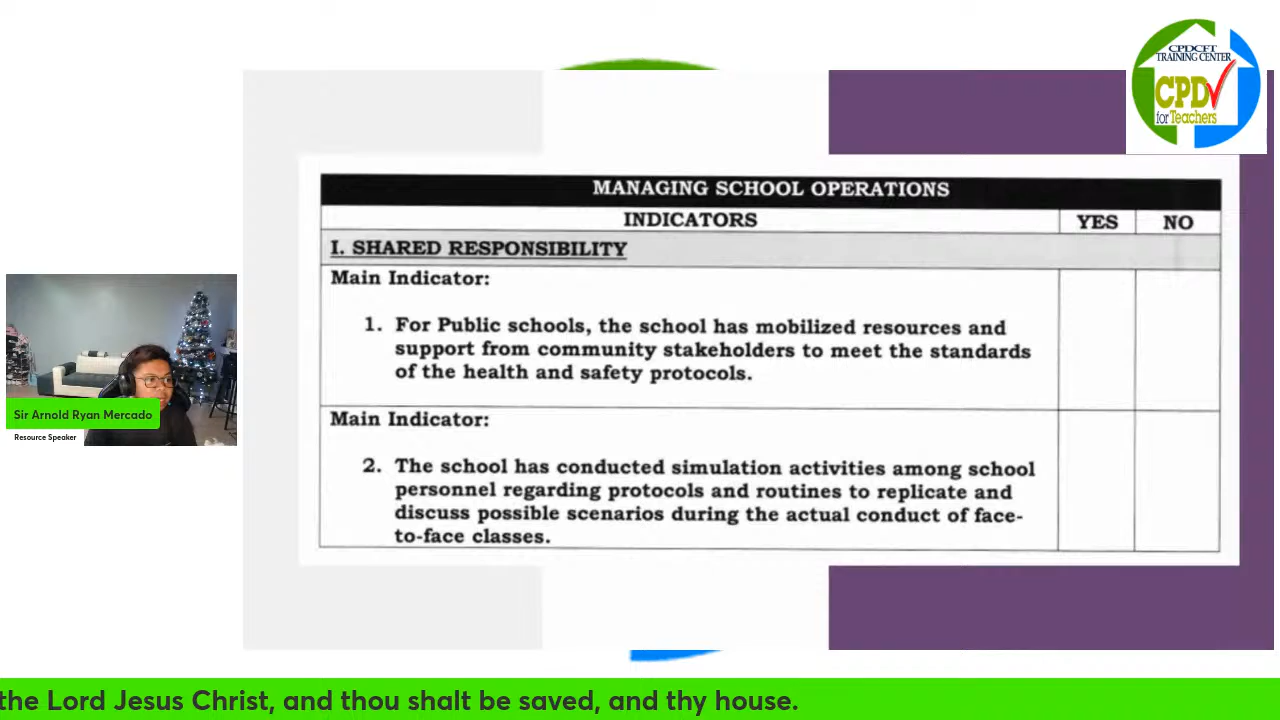 CPDCFT
TRAINING CENTER
CPD
for Teachers
MANAGING SCHOOL OPERATIONS
INDICATORS YES NO
I. SHARED RESPONSIBILITY
Main Indicator:
1. For Public schools, the school has mobilized resources and
support from community stakeholders to meet the standards
of the health and safety protocols.
Main Indicator:
2. The school has conducted simulation activities among school
personnel regarding protocols and routines to replicate and
discuss possible scenarios during the actual conduct of face-
to-face classes.
Sir Arnold Ryan Mercado
Resource Speaker
the Lord Jesus Christ, and thou shalt be saved, and thy house.